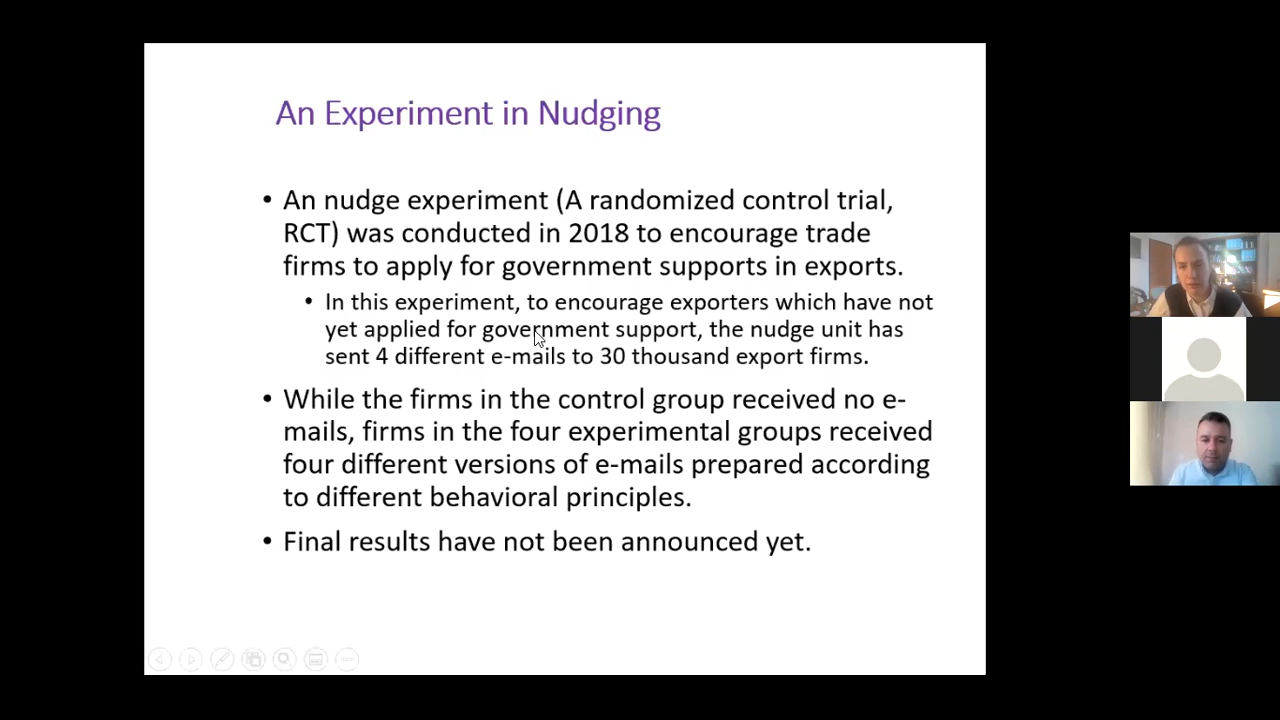 An Experiment in Nudging
• An nudge experiment (A randomized control trial,
RCT) was conducted in 2018 to encourage trade
firms to apply for government supports in exports.
• In this experiment, to encourage exporters which have not
yet applied for government support, the nudge unit has
sent 4 different e-mails to 30 thousand export firms.
• While the firms in the control group received no e-
mails, firms in the four experimental groups received
four different versions of e-mails prepared according
to different behavioral principles.
• Final results have not been announced yet.